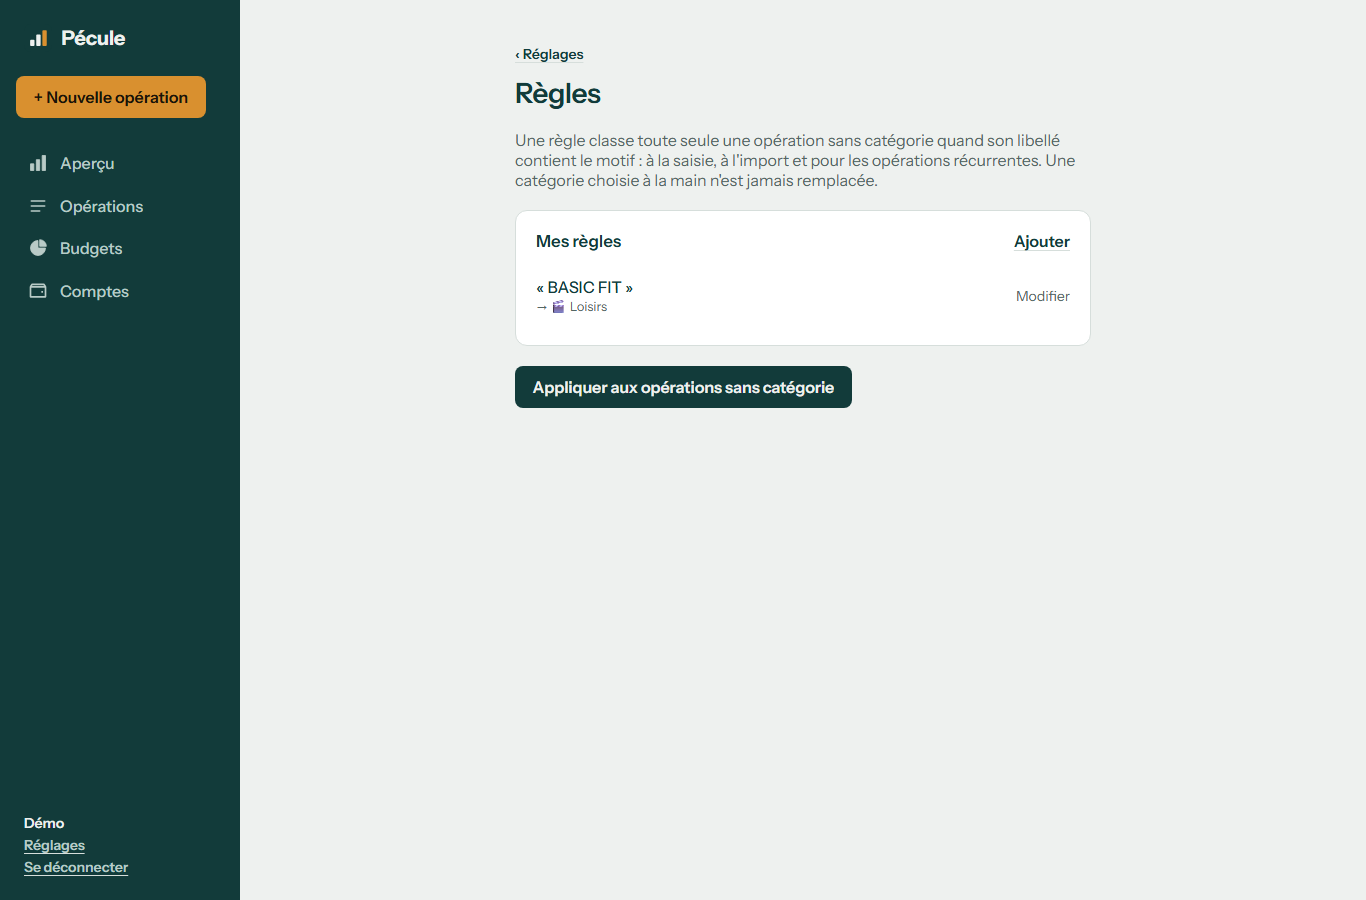 Pécule
+ Nouvelle opération
Aperçu
Opérations
Budgets
Comptes
Démo
Réglages
Se déconnecter
‹ Réglages
Règles
Une règle classe toute seule une opération sans catégorie quand son libellé
contient le motif : à la saisie, à l'import et pour les opérations récurrentes. Une
catégorie choisie à la main n'est jamais remplacée.
Mes règles
Ajouter
« BASIC FIT »
→ Loisirs
Modifier
Appliquer aux opérations sans catégorie